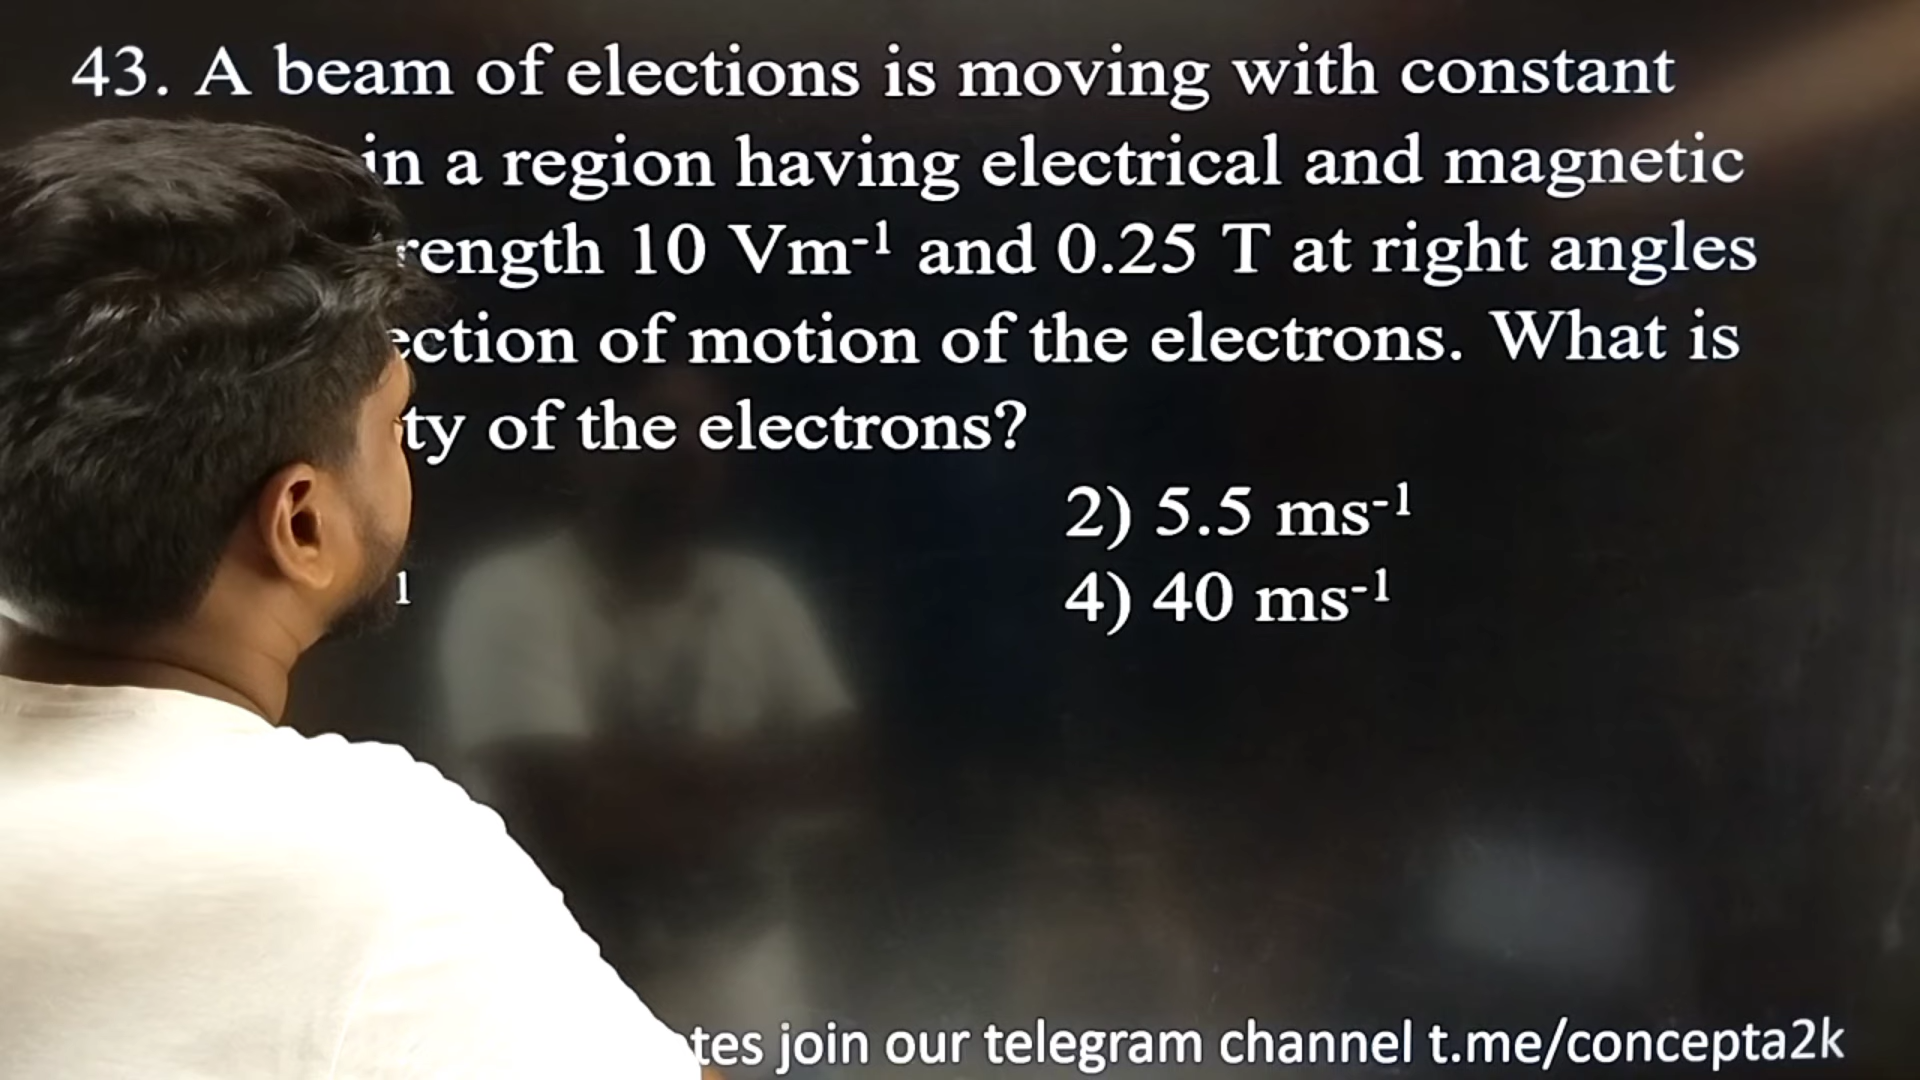 43. A beam of elections is moving with constant
in a region having electrical and magnetic
rength 10 Vm⁻¹ and 0.25 T at right angles
ection of motion of the electrons. What is
ty of the electrons?
2) 5.5 ms⁻¹
1
4) 40 ms⁻¹
tes join our telegram channel t.me/concepta2k